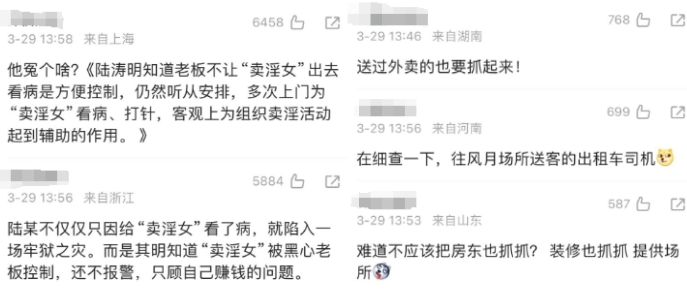 6458
3-29 13:58 来自上海
他冤个啥?《陆涛明知道老板不让“卖淫女”出去
看病是方便控制，仍然听从安排，多次上门为
“卖淫女”看病、打针，客观上为组织卖淫活动
起到辅助的作用。》
5884
3-29 13:56 来自浙江
陆某不仅仅只因给“卖淫女”看了病，就陷入一
场牢狱之灾。而是其明知道“卖淫女”被黑心老
板控制，还不报警，只顾自己赚钱的问题。
768
3-29 13:46 来自湖南
送过外卖的也要抓起来！
699
3-29 13:56 来自河南
在细查一下，往风月场所送客的出租车司机
587
3-29 13:53 来自山东
难道不应该把房东也抓抓？ 装修也抓抓 提供场
所